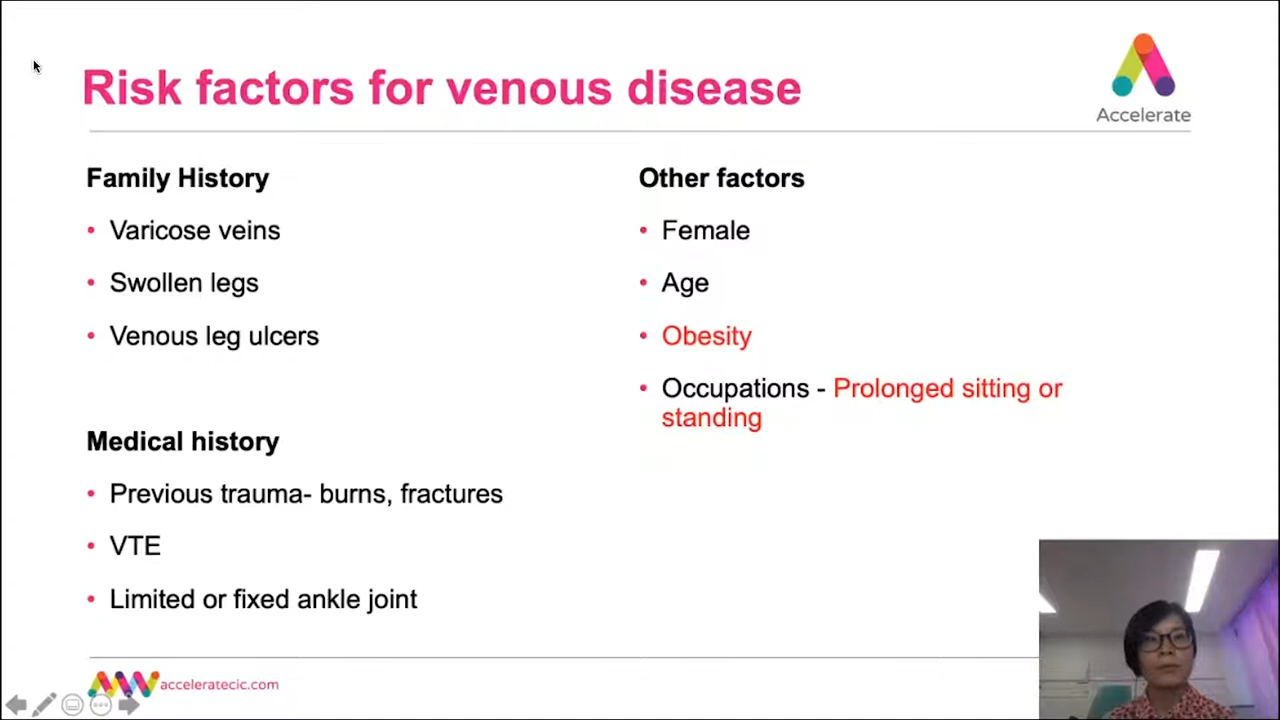 Risk factors for venous disease
Accelerate
Family History
• Varicose veins
• Swollen legs
• Venous leg ulcers
Medical history
• Previous trauma- burns, fractures
• VTE
• Limited or fixed ankle joint
Other factors
• Female
• Age
• Obesity
• Occupations - Prolonged sitting or
standing
acceleratecic.com